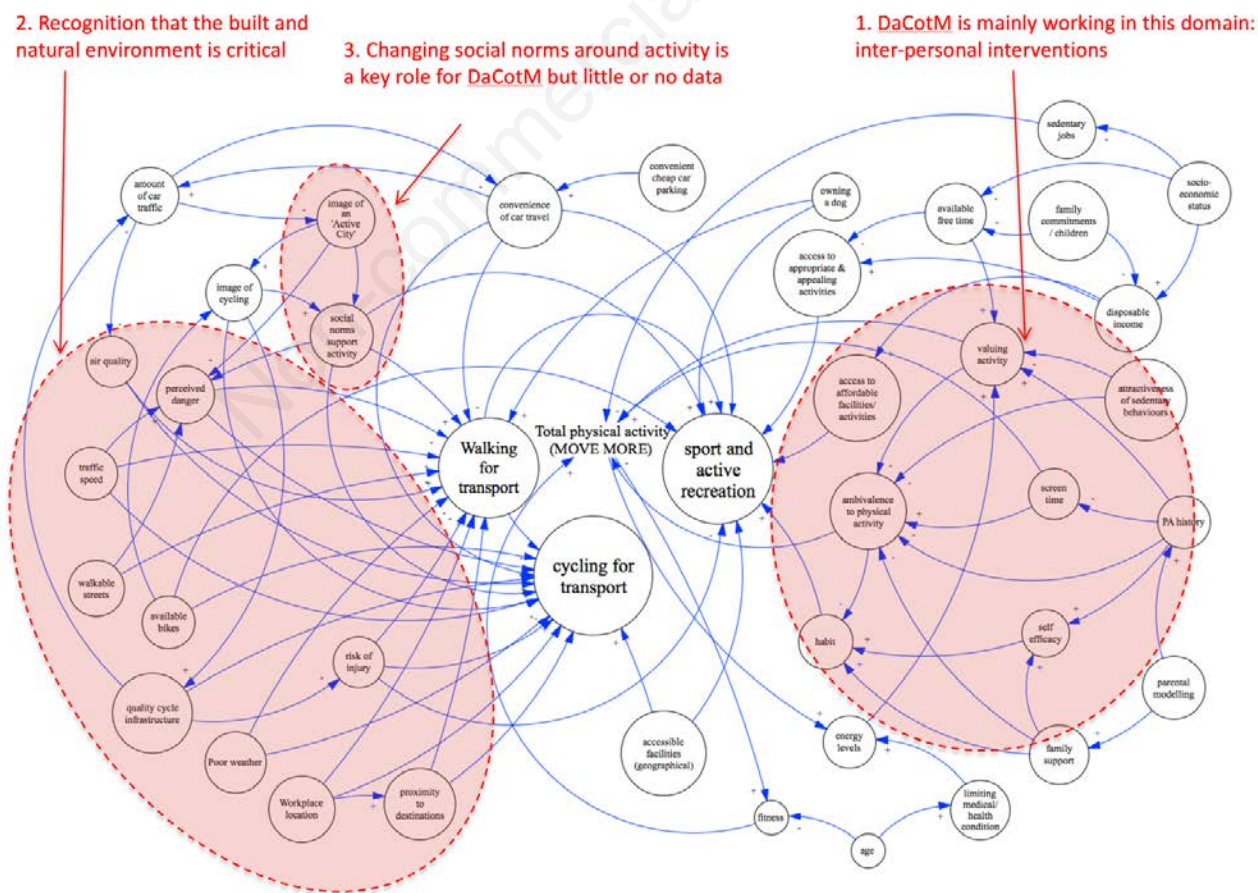 2. Recognition that the built and
natural environment is critical
3. Changing social norms around activity is
a key role for DaCotM but little or no data
1. DaCotM is mainly working in this domain:
inter-personal interventions
sedentary
jobs
amount
of car
traffic
convenient
cheap car
parking
image of
an
'Active
City'
convenience
of car travel
owning
a dog
available
free time
family
commitments
/ children
socio-
economic
status
access to
appropriate &
appealing
activities
image of
cycling
disposable
income
social
norms
support
activity
air quality
valuing
activity
perceived
danger
access to
affordable
facilities/
activities
attractiveness
of sedentary
behaviours
Total physical activity
(MOVE MORE)
Walking
for
transport
sport and
active
recreation
traffic
speed
ambivalence
to physical
activity
screen
time
PA history
cycling for
transport
walkable
streets
available
bikes
habit
self
efficacy
risk of
injury
parental
modelling
quality cycle
infrastructure
accessible
facilities
(geographical)
energy
levels
family
support
Poor weather
Workplace
location
proximity
to
destinations
fitness
limiting
medical/
health
condition
age